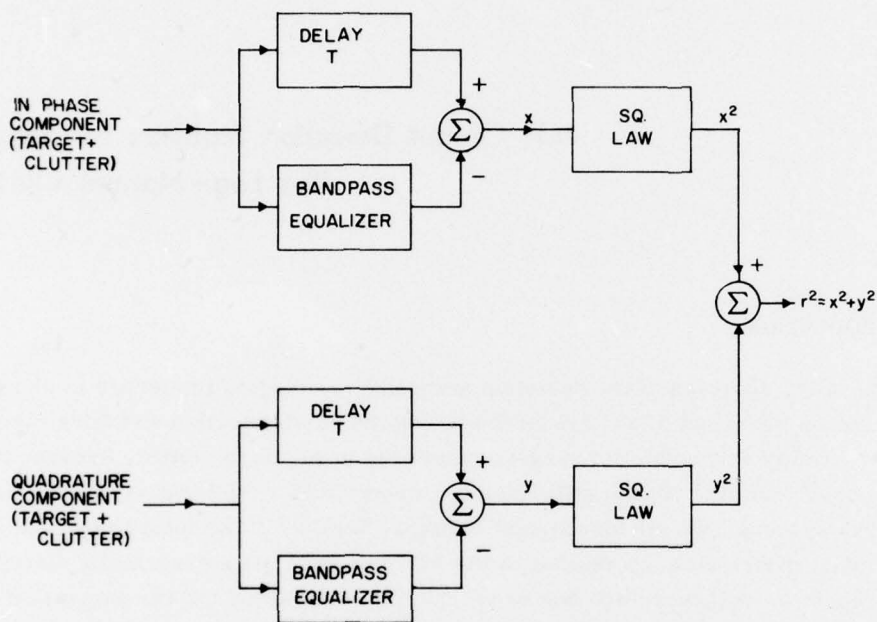 DELAY
T
IN PHASE
COMPONENT
(TARGET+
CLUTTER)
+
Σ
−
x
SQ.
LAW
x²
BANDPASS
EQUALIZER
+
Σ
r² = x²+y²
DELAY
T
QUADRATURE
COMPONENT
(TARGET +
CLUTTER)
+
Σ
−
y
SQ.
LAW
y²
BANDPASS
EQUALIZER